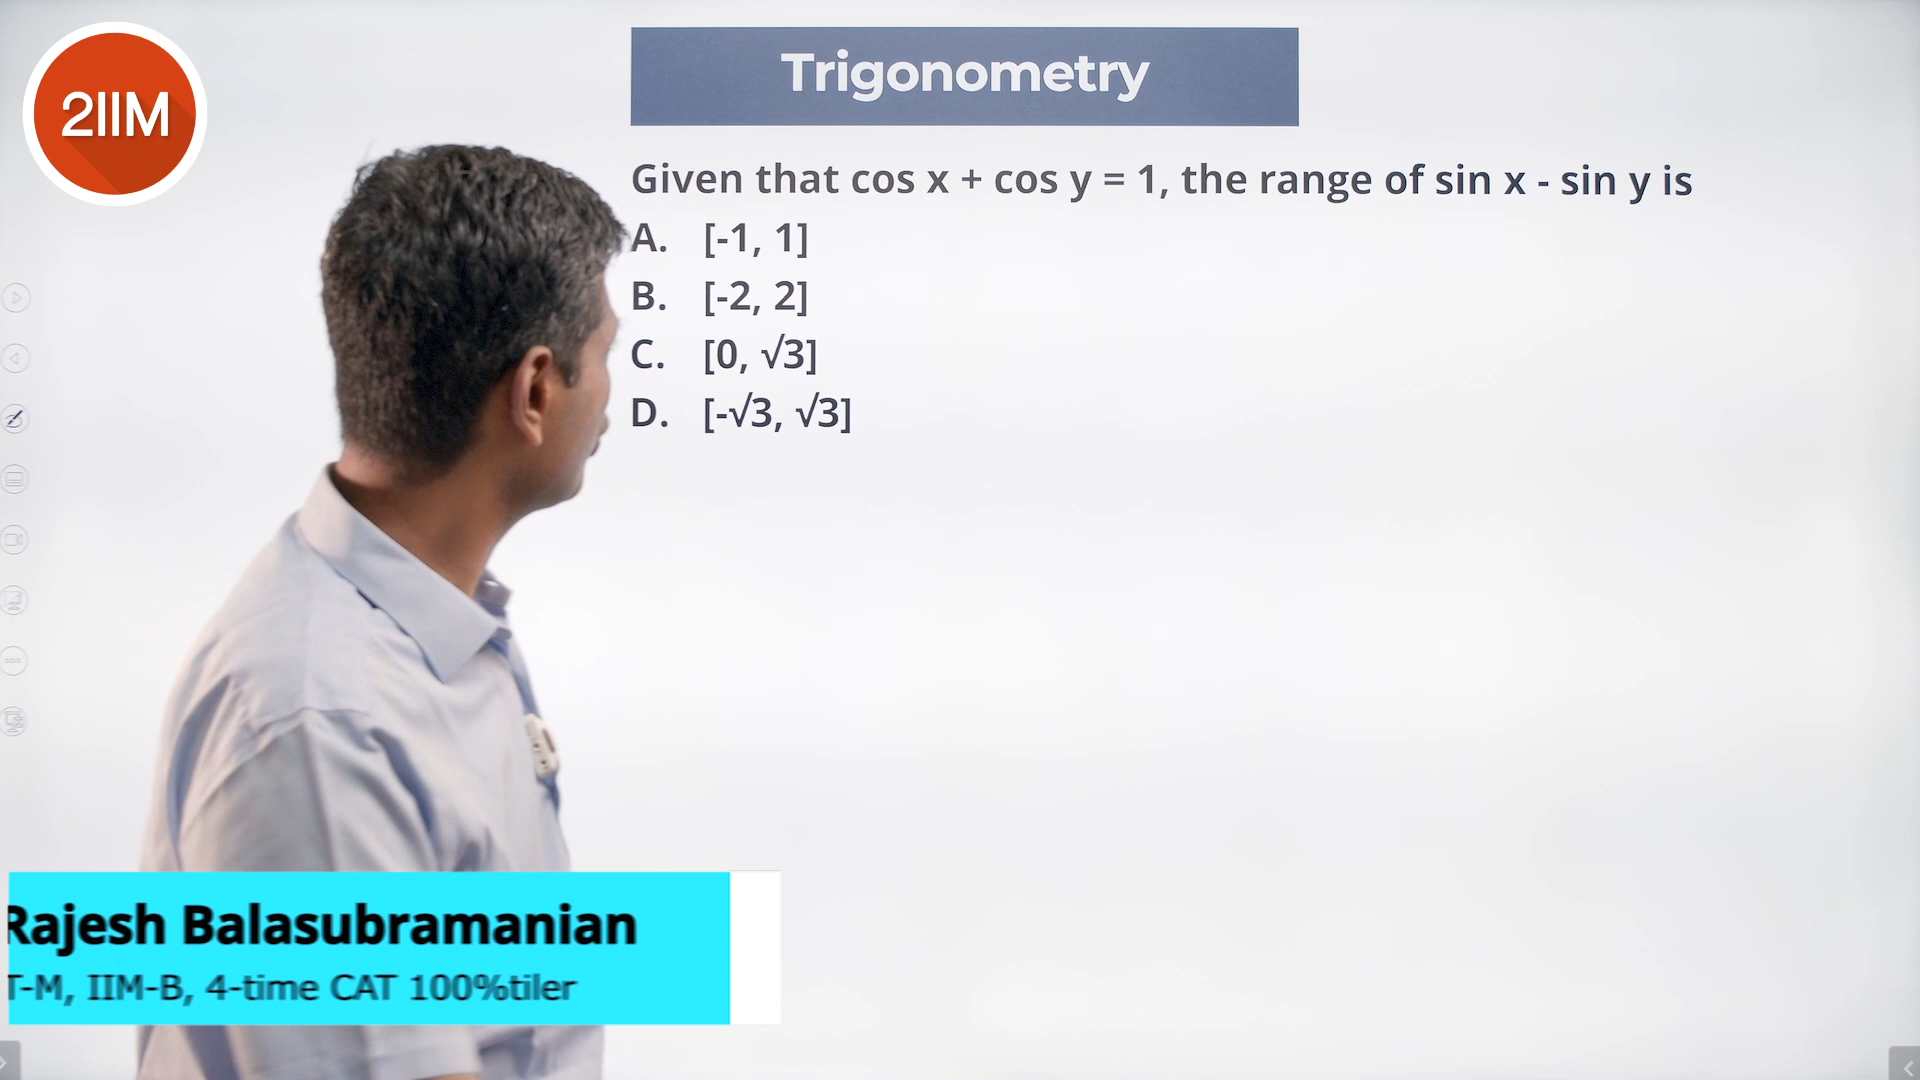 2IIM
Trigonometry
Given that cos x + cos y = 1, the range of sin x - sin y is
A. [-1, 1]
B. [-2, 2]
C. [0, √3]
D. [-√3, √3]
Rajesh Balasubramanian
T-M, IIM-B, 4-time CAT 100%tiler